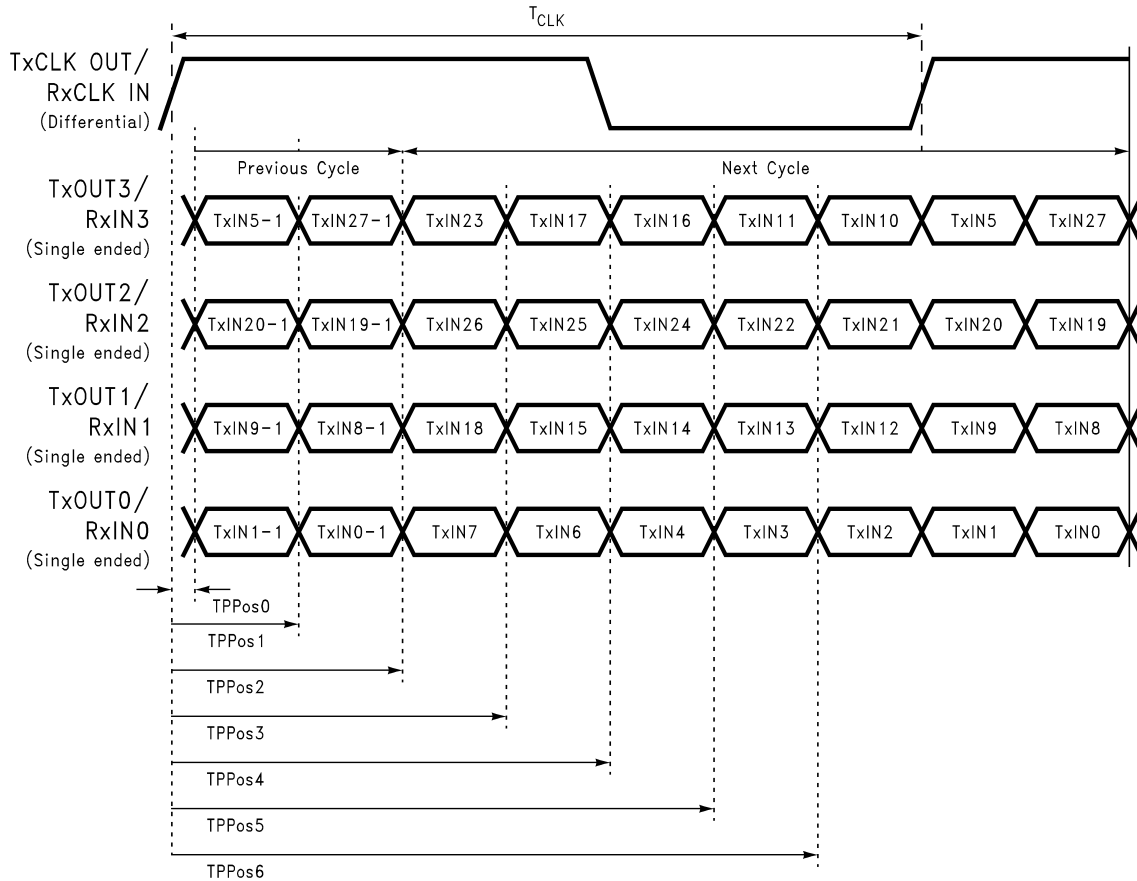 TCLK
TxCLK OUT/
RxCLK IN
(Differential)
Previous Cycle
Next Cycle
TxOUT3/
RxIN3
(Single ended)
TxIN5-1 TxIN27-1 TxIN23 TxIN17 TxIN16 TxIN11 TxIN10 TxIN5 TxIN27
TxOUT2/
RxIN2
(Single ended)
TxIN20-1 TxIN19-1 TxIN26 TxIN25 TxIN24 TxIN22 TxIN21 TxIN20 TxIN19
TxOUT1/
RxIN1
(Single ended)
TxIN9-1 TxIN8-1 TxIN18 TxIN15 TxIN14 TxIN13 TxIN12 TxIN9 TxIN8
TxOUT0/
RxIN0
(Single ended)
TxIN1-1 TxIN0-1 TxIN7 TxIN6 TxIN4 TxIN3 TxIN2 TxIN1 TxIN0
TPPos0
TPPos1
TPPos2
TPPos3
TPPos4
TPPos5
TPPos6